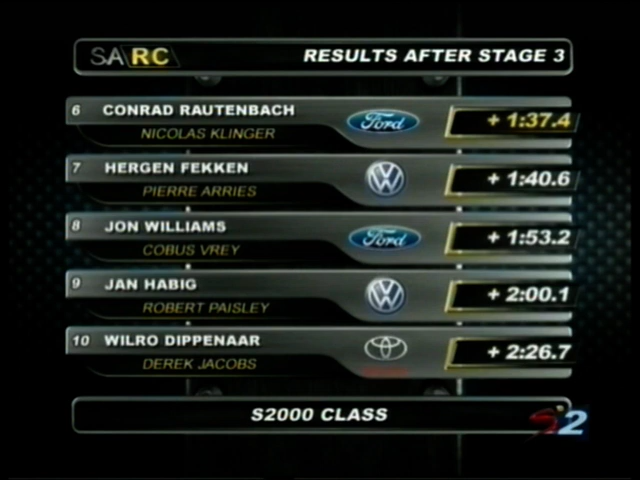 SARC RESULTS AFTER STAGE 3
6 CONRAD RAUTENBACH Ford + 1:37.4
NICOLAS KLINGER
7 HERGEN FEKKEN + 1:40.6
PIERRE ARRIES
8 JON WILLIAMS Ford + 1:53.2
COBUS VREY
9 JAN HABIG + 2:00.1
ROBERT PAISLEY
10 WILRO DIPPENAAR + 2:26.7
DEREK JACOBS
S2000 CLASS
S2